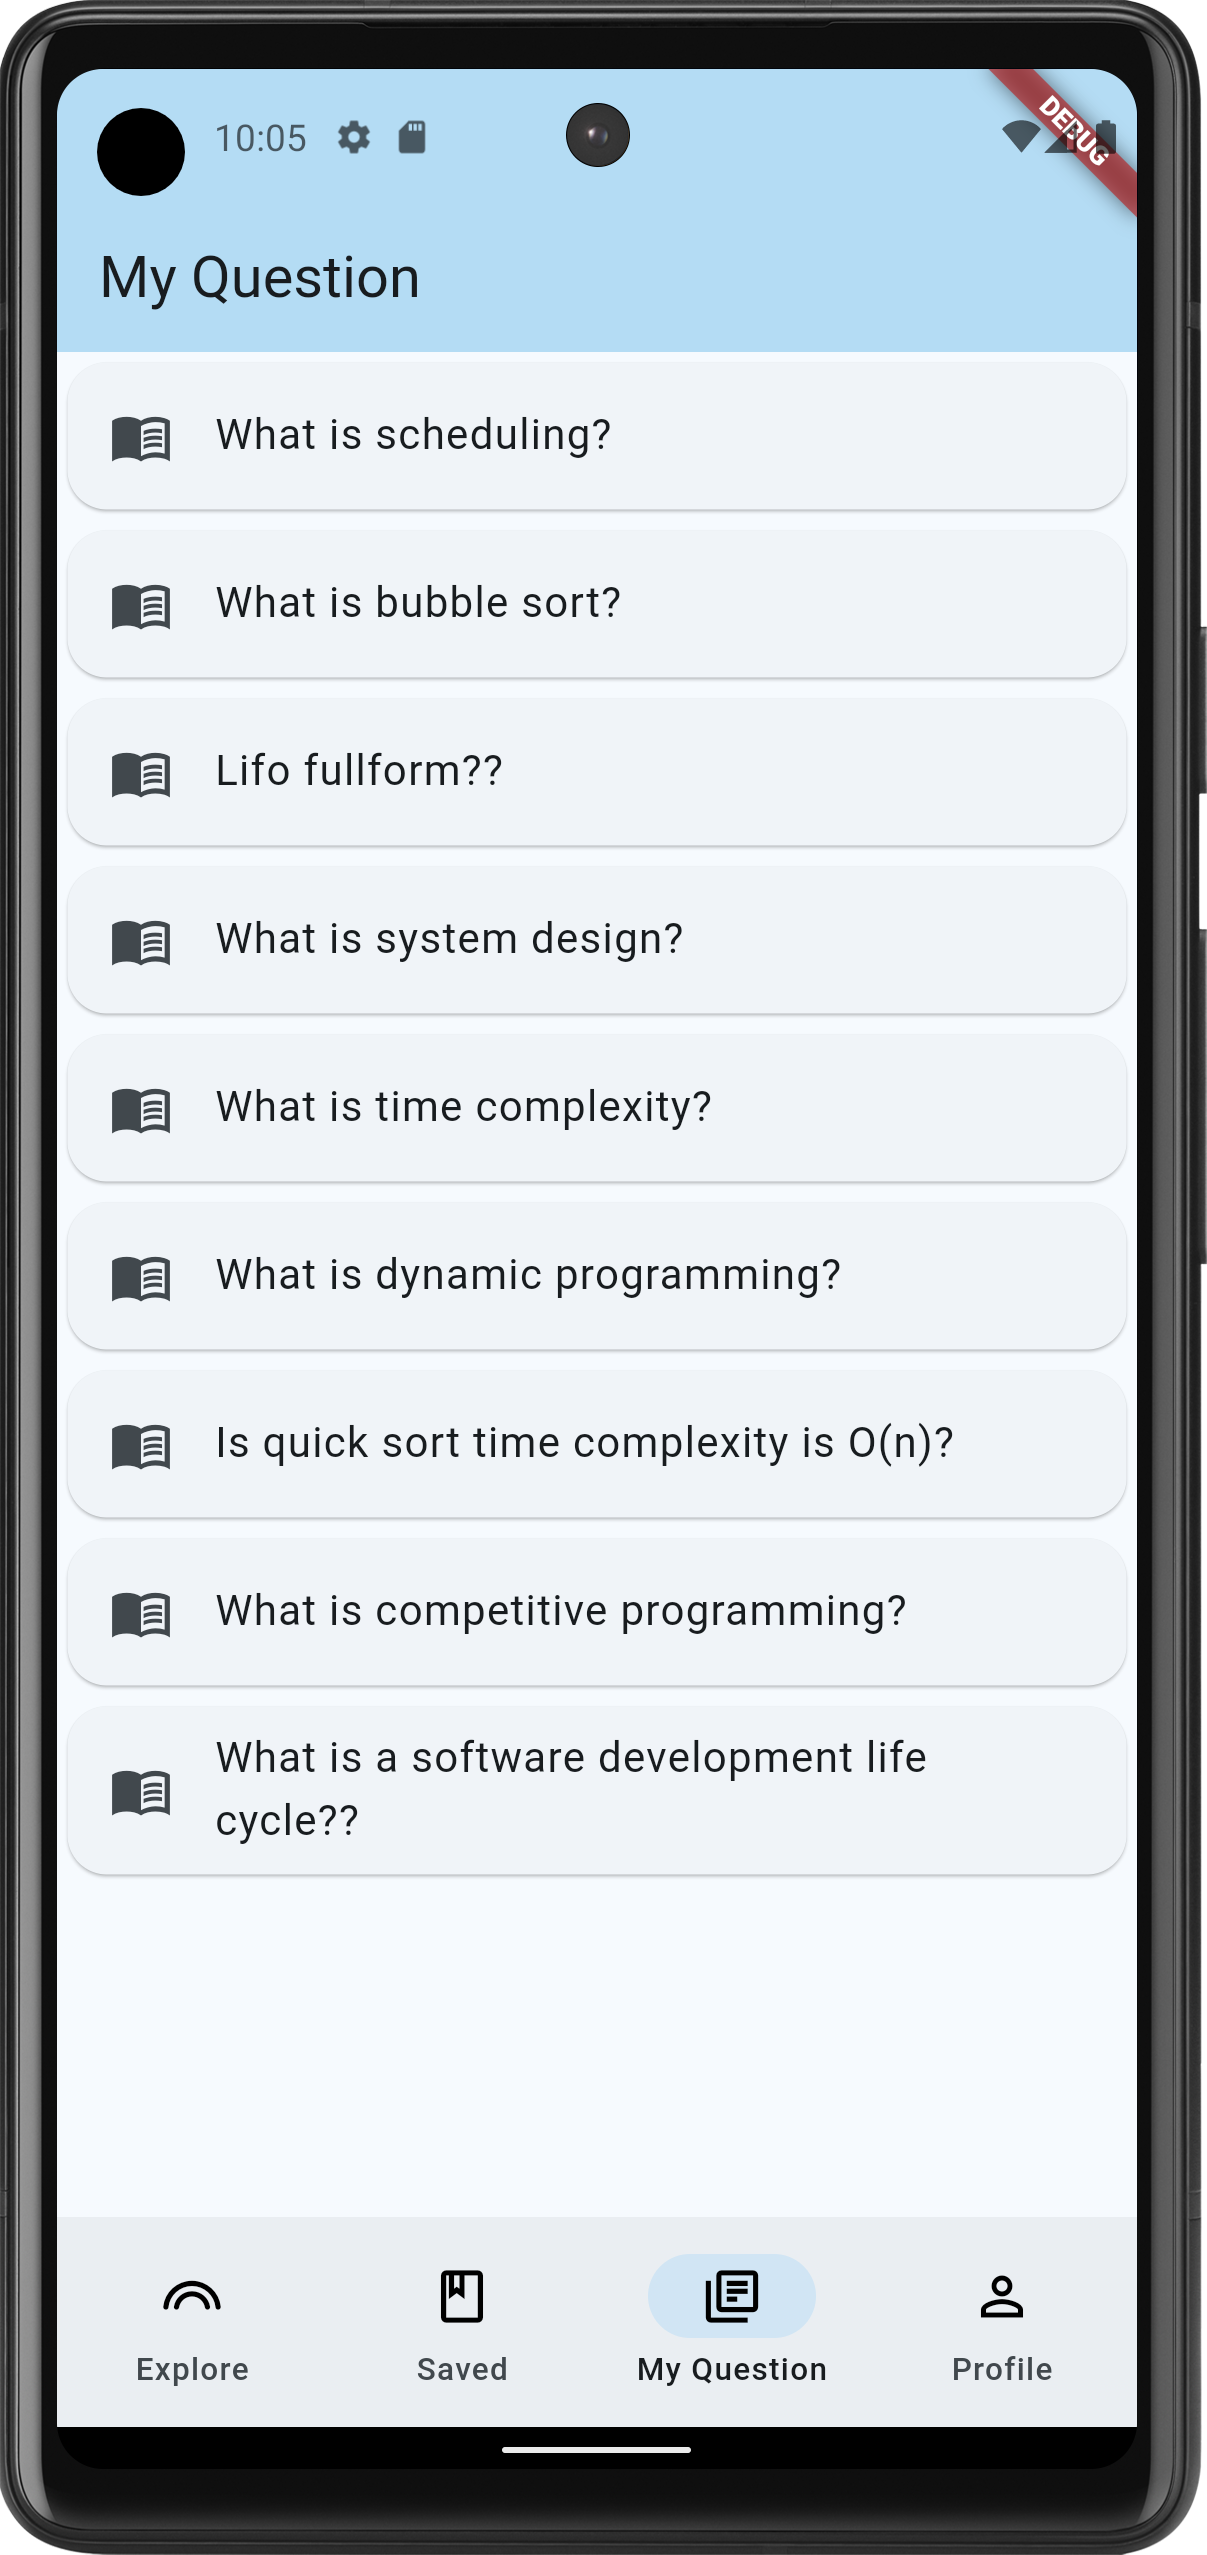 10:05
DEBUG
My Question
What is scheduling?
What is bubble sort?
Lifo fullform??
What is system design?
What is time complexity?
What is dynamic programming?
Is quick sort time complexity is O(n)?
What is competitive programming?
What is a software development life
cycle??
Explore
Saved
My Question
Profile